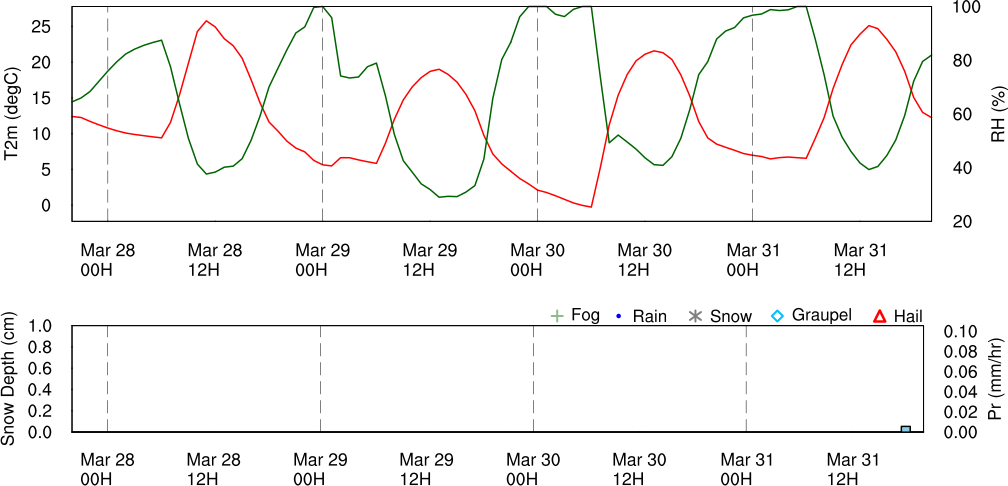 T2m (degC)
25
20
15
10
5
0
RH (%)
100
80
60
40
20
Mar 28 Mar 28 Mar 29 Mar 29 Mar 30 Mar 30 Mar 31 Mar 31
00H 12H 00H 12H 00H 12H 00H 12H
Fog Rain Snow Graupel Hail
Snow Depth (cm)
1.0
0.8
0.6
0.4
0.2
0.0
Pr (mm/hr)
0.10
0.08
0.06
0.04
0.02
0.00
Mar 28 Mar 28 Mar 29 Mar 29 Mar 30 Mar 30 Mar 31 Mar 31
00H 12H 00H 12H 00H 12H 00H 12H